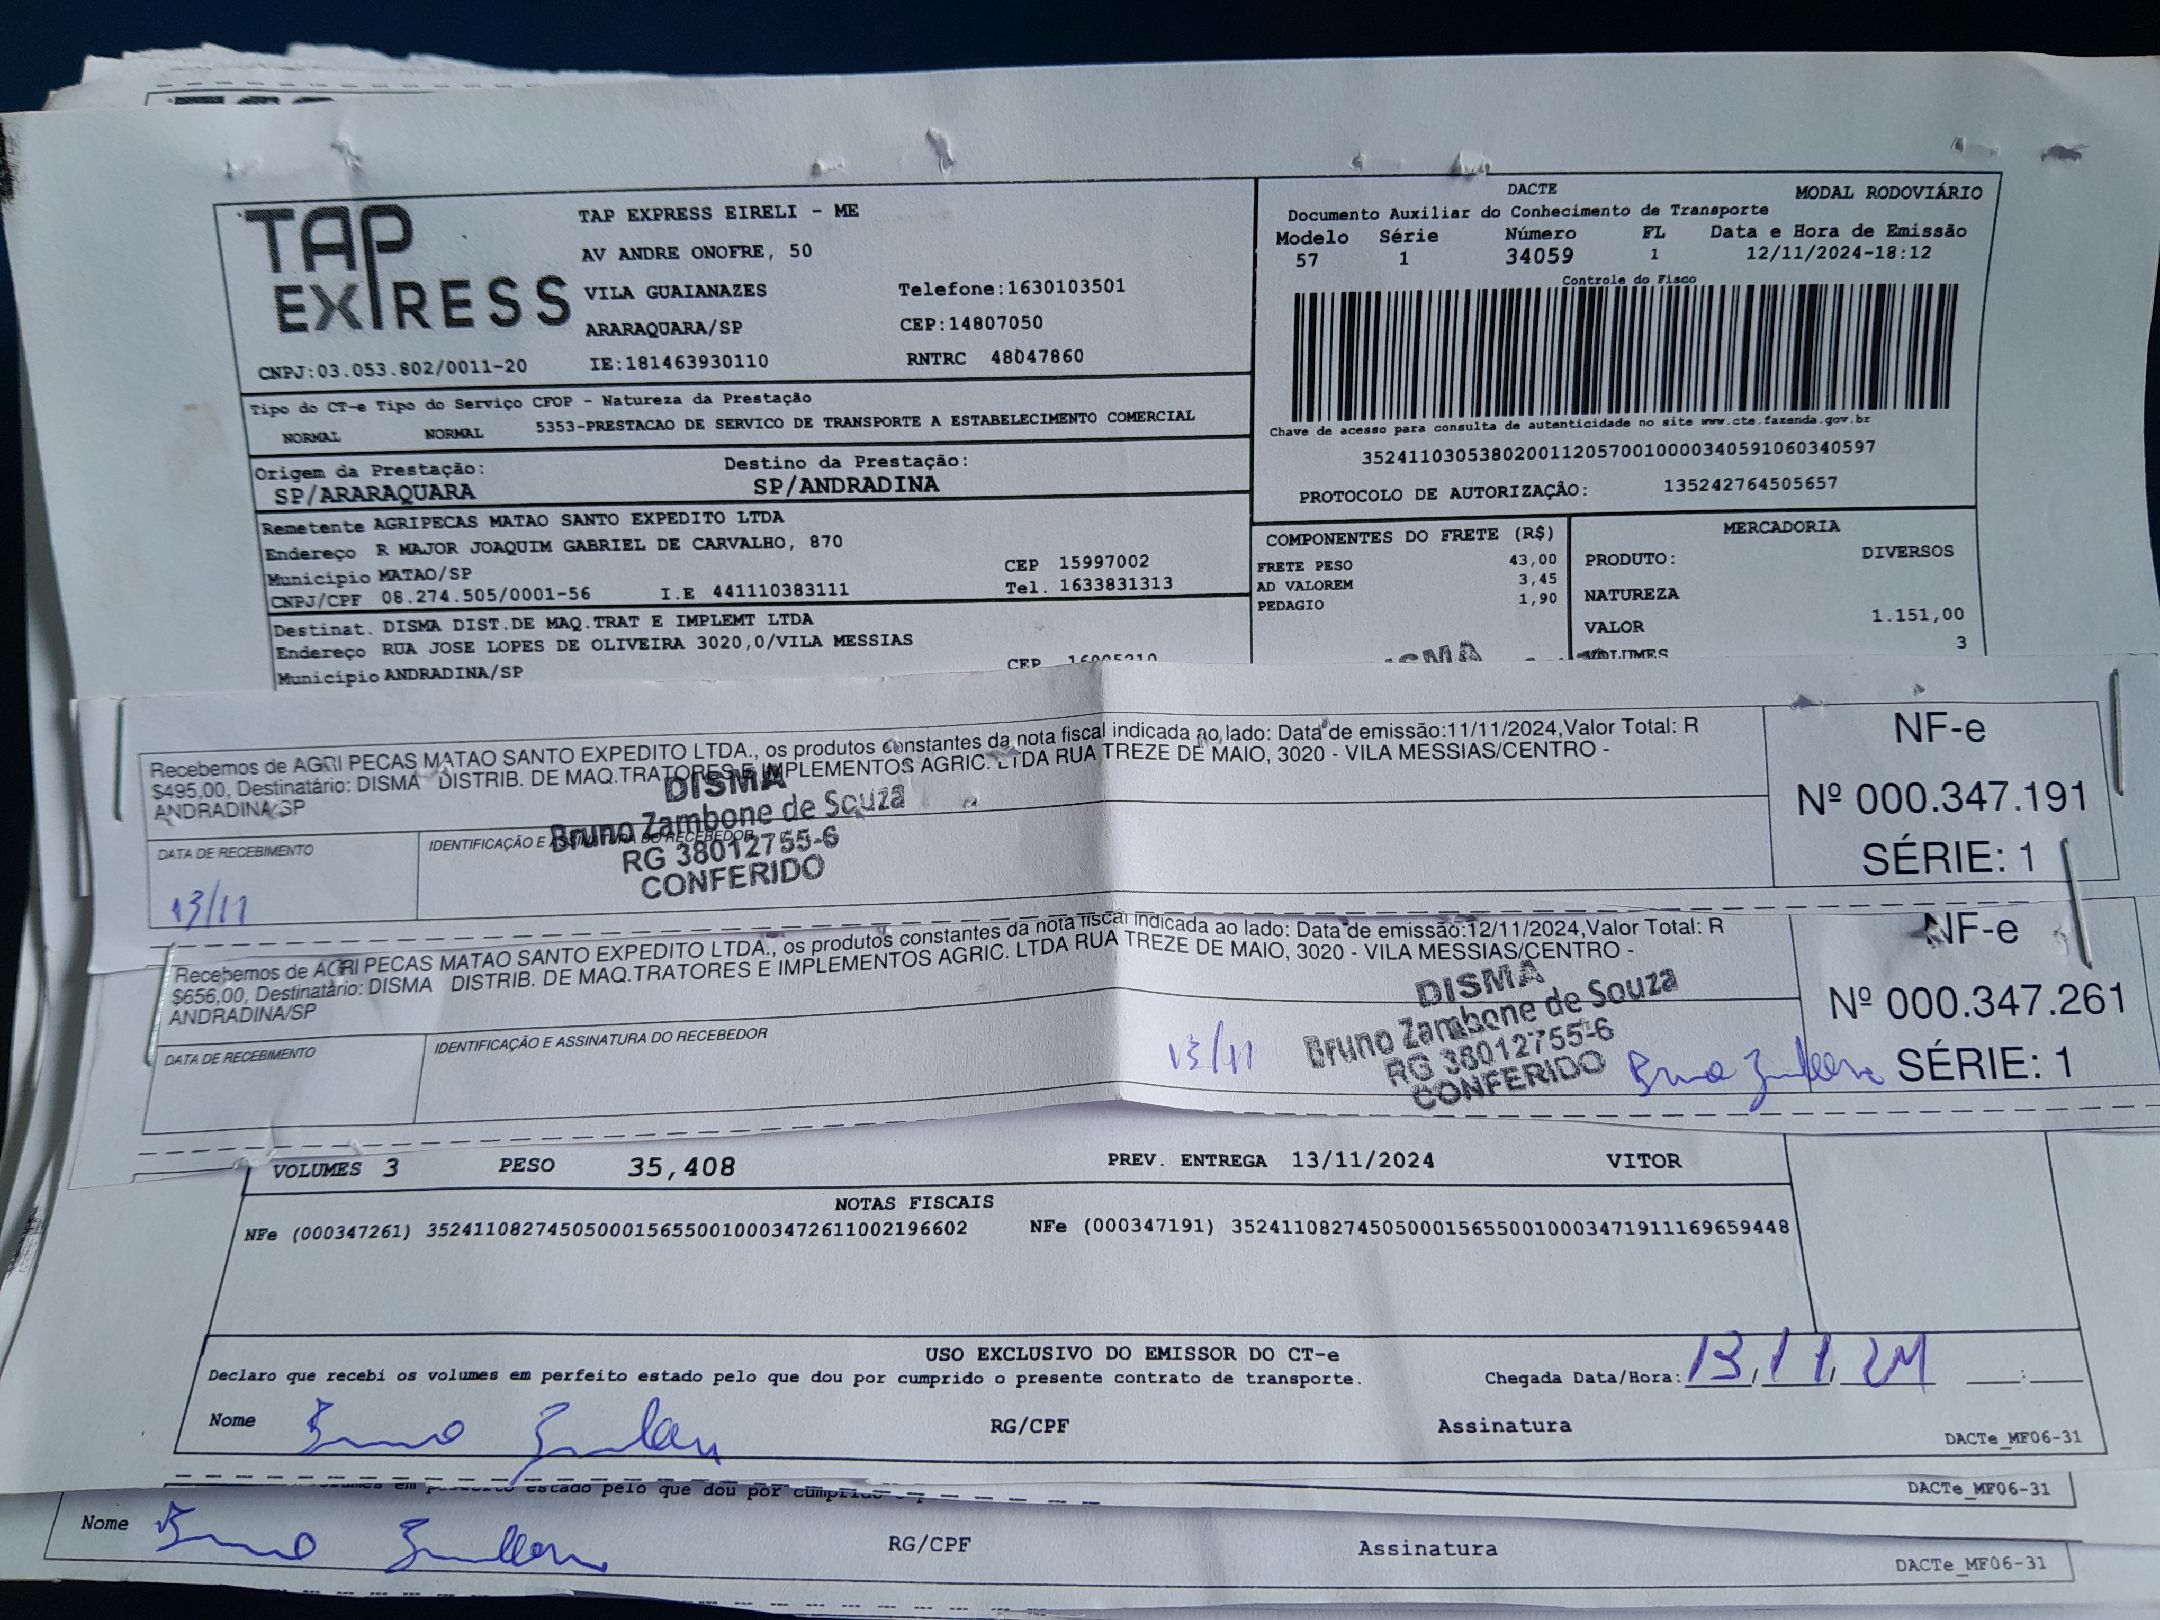 TAP
EXPRESS
TAP EXPRESS EIRELI - ME
AV ANDRE ONOFRE, 50
VILA GUAIANAZES
Telefone:1630103501
ARARAQUARA/SP
CEP:14807050
CNPJ:03.053.802/0011-20
IE:181463930110
RNTRC 48047860
DACTE
MODAL RODOVIÁRIO
Documento Auxiliar do Conhecimento de Transporte
Modelo Série Número FL Data e Hora de Emissão
57 1 34059 1 12/11/2024-18:12
Controle do Fisco
Chave de acesso para consulta de autenticidade no site www.cte.fazenda.gov.br
35241103053802001120570010000340591060340597
PROTOCOLO DE AUTORIZAÇÂO: 135242764505657
Tipo do CT-e Tipo do Serviço CFOP - Natureza da Prestação
NORMAL NORMAL 5353-PRESTACAO DE SERVICO DE TRANSPORTE A ESTABELECIMENTO COMERCIAL
Origem da Prestação: Destino da Prestação:
SP/ARARAQUARA SP/ANDRADINA
Remetente AGRIPECAS MATAO SANTO EXPEDITO LTDA
Endereço R MAJOR JOAQUIM GABRIEL DE CARVALHO, 870
Município MATAO/SP CEP 15997002
CNPJ/CPF 08.274.505/0001-56 I.E 441110383111 Tel. 1633831313
Destinat. DISMA DIST.DE MAQ.TRAT E IMPLEMT LTDA
Endereço RUA JOSE LOPES DE OLIVEIRA 3020,0/VILA MESSIAS
Município ANDRADINA/SP CEP
COMPONENTES DO FRETE (R$)
FRETE PESO 43,00
AD VALOREM 3,45
PEDAGIO 1,90
MERCADORIA
PRODUTO: DIVERSOS
NATUREZA
VALOR 1.151,00
VOLUMES 3
Recebemos de AGRI PECAS MATAO SANTO EXPEDITO LTDA., os produtos constantes da nota fiscal indicada ao lado: Data de emissão:11/11/2024,Valor Total: R
$495,00, Destinatário: DISMA DISTRIB. DE MAQ.TRATORES E IMPLEMENTOS AGRIC. LTDA RUA TREZE DE MAIO, 3020 - VILA MESSIAS/CENTRO -
ANDRADINA/SP
DATA DE RECEBIMENTO
IDENTIFICAÇÃO E ASSINATURA DO RECEBEDOR
13/11
DISMA
Bruno Zambone de Souza
RG 38012755-6
CONFERIDO
NF-e
Nº 000.347.191
SÉRIE: 1
Recebemos de AGRI PECAS MATAO SANTO EXPEDITO LTDA., os produtos constantes da nota fiscal indicada ao lado: Data de emissão:12/11/2024,Valor Total: R
$656,00, Destinatário: DISMA DISTRIB. DE MAQ.TRATORES E IMPLEMENTOS AGRIC. LTDA RUA TREZE DE MAIO, 3020 - VILA MESSIAS/CENTRO -
ANDRADINA/SP
DATA DE RECEBIMENTO
IDENTIFICAÇÃO E ASSINATURA DO RECEBEDOR
13/11
DISMA
Bruno Zambone de Souza
RG 38012755-6
CONFERIDO
NF-e
Nº 000.347.261
SÉRIE: 1
VOLUMES 3 PESO 35,408 PREV. ENTREGA 13/11/2024 VITOR
NOTAS FISCAIS
NFe (000347261) 35241108274505000156550010003472611002196602 NFe (000347191) 35241108274505000156550010003471911169659448
USO EXCLUSIVO DO EMISSOR DO CT-e
Declaro que recebi os volumes em perfeito estado pelo que dou por cumprido o presente contrato de transporte. Chegada Data/Hora: 13/11/24
Nome Bruno RG/CPF Assinatura
DACTe_MF06-31
em perfeito estado pelo que dou por cumprido
DACTe_MF06-31
Nome Bruno RG/CPF Assinatura
DACTe_MF06-31